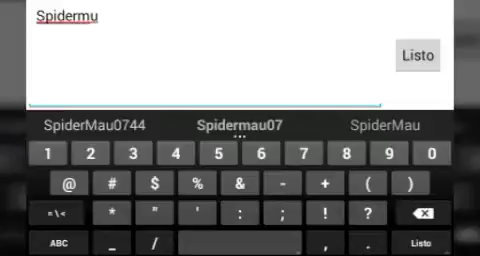 Spidermu
Listo
SpiderMau0744 Spidermau07 SpiderMau
1 2 3 4 5 6 7 8 9 0
@ # $ % & - + ( )
=\< * " ' : ; ! ?
ABC _ / , . Listo